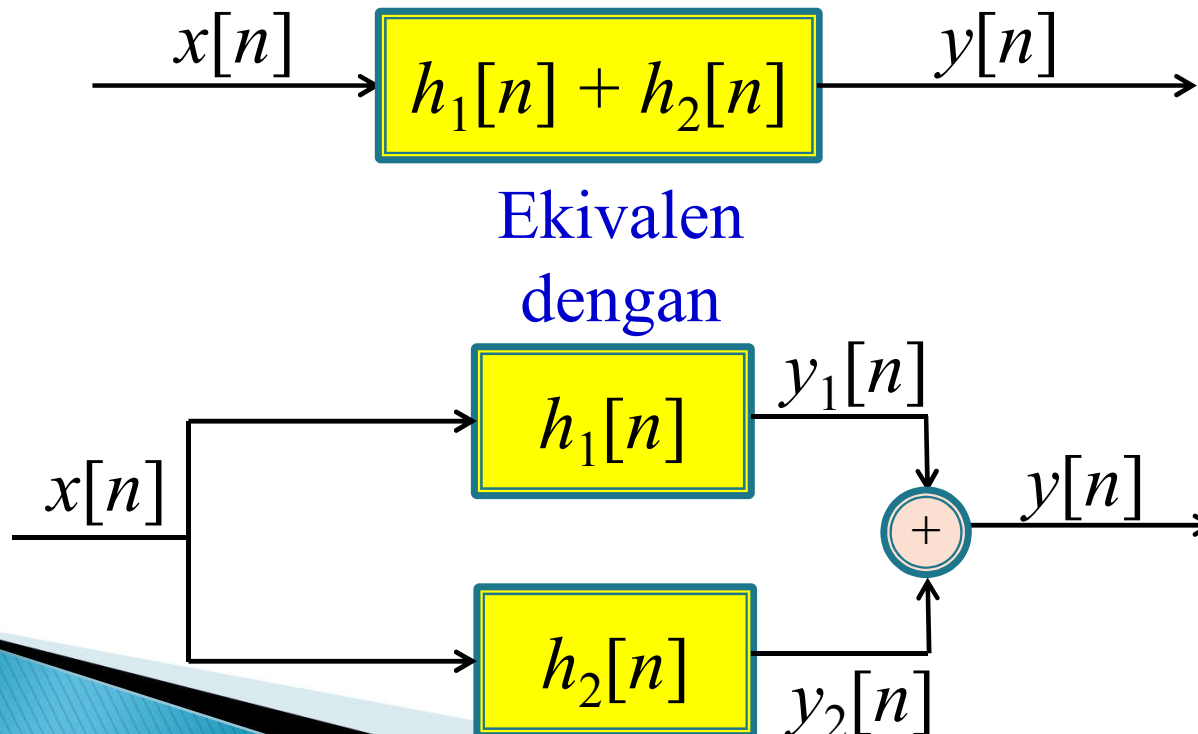 x[n]
h₁[n] + h₂[n]
y[n]
Ekivalen
dengan
x[n]
h₁[n]
y₁[n]
+
y[n]
h₂[n]
y₂[n]